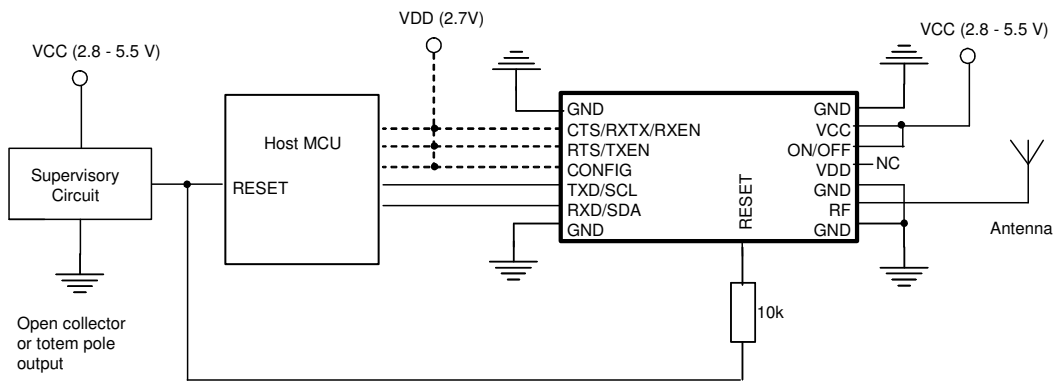 VDD (2.7V)
VCC (2.8 - 5.5 V)
VCC (2.8 - 5.5 V)
Supervisory
Circuit
Open collector
or totem pole
output
Host MCU
RESET
GND
CTS/RXTX/RXEN
RTS/TXEN
CONFIG
TXD/SCL
RXD/SDA
GND
RESET
GND
VCC
ON/OFF
VDD
GND
RF
GND
NC
Antenna
10k